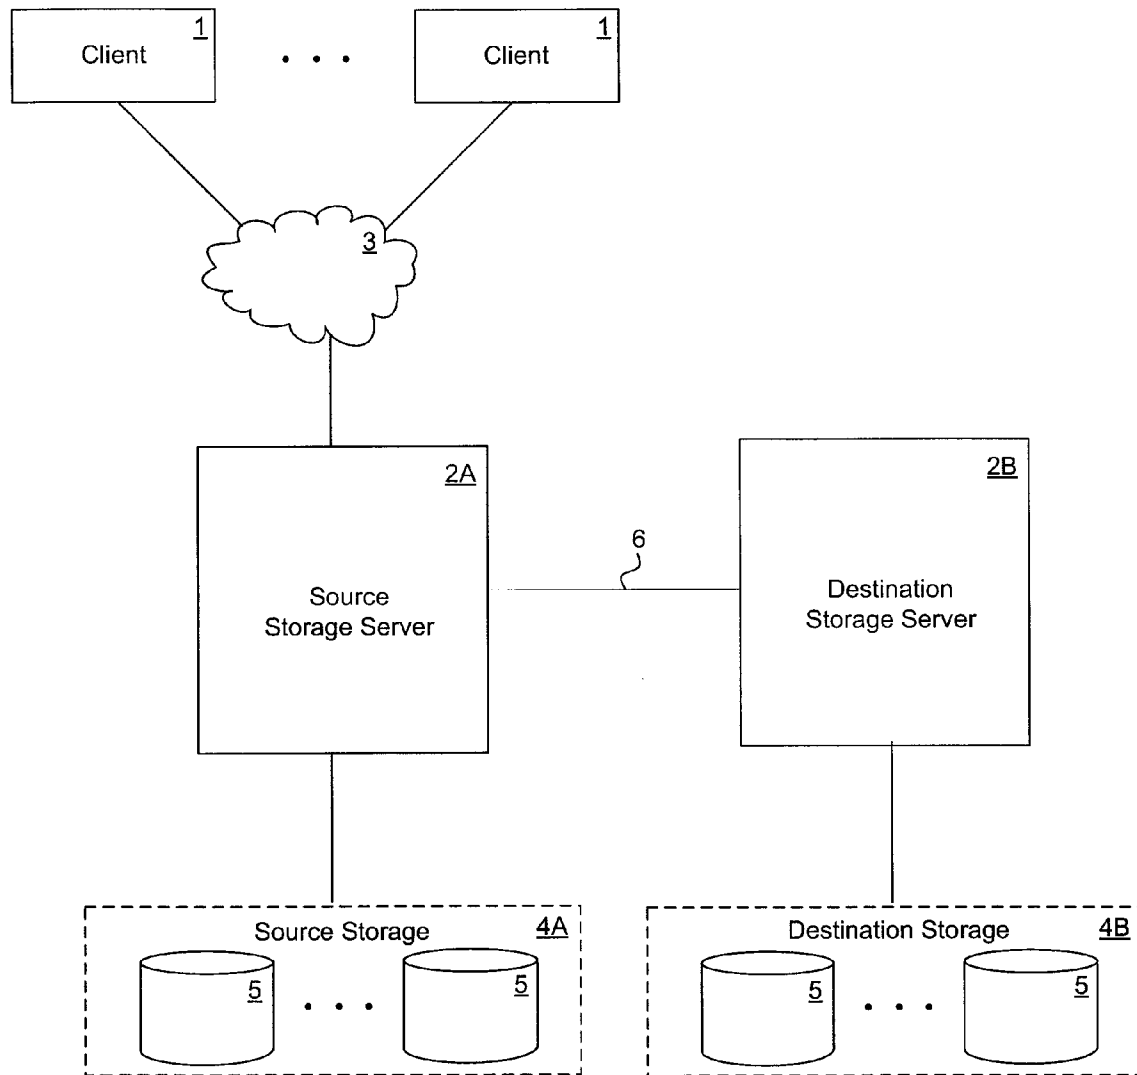 1
Client
1
Client
3
2A
Source
Storage Server
6
2B
Destination
Storage Server
Source Storage
4A
5
5
Destination Storage
4B
5
5